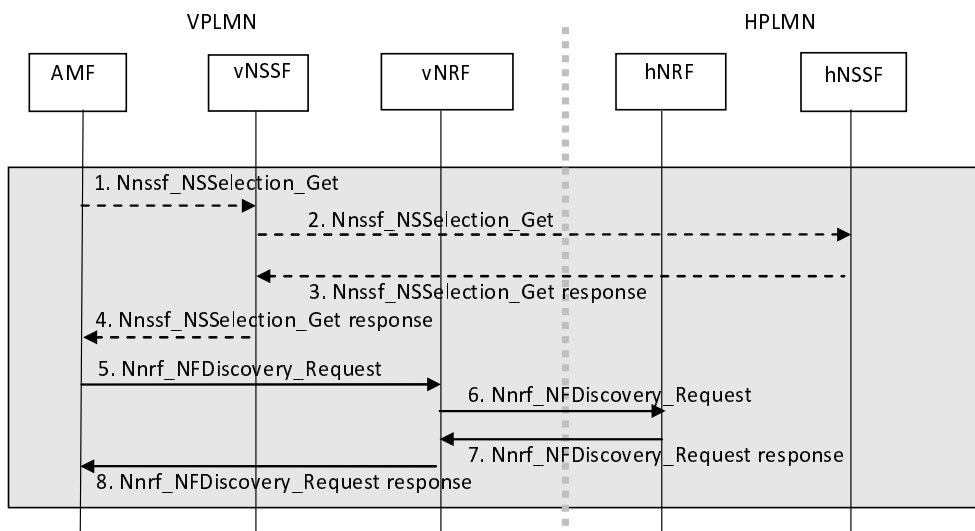 VPLMN
HPLMN
AMF
vNSSF
vNRF
hNRF
hNSSF
1. Nnssf_NSSelection_Get
2. Nnssf_NSSelection_Get
3. Nnssf_NSSelection_Get response
4. Nnssf_NSSelection_Get response
5. Nnrf_NFDiscovery_Request
6. Nnrf_NFDiscovery_Request
7. Nnrf_NFDiscovery_Request response
8. Nnrf_NFDiscovery_Request response